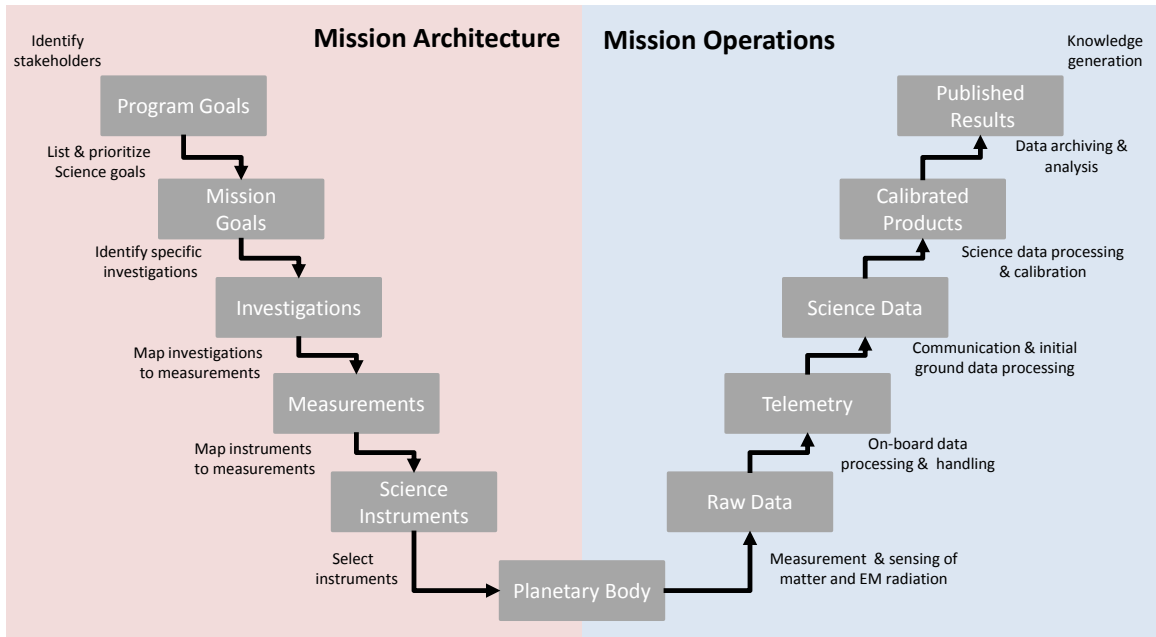 Mission Architecture
Identify
stakeholders
Program Goals
List & prioritize
Science goals
Mission
Goals
Identify specific
investigations
Investigations
Map investigations
to measurements
Measurements
Map instruments
to measurements
Science
Instruments
Select
instruments
Planetary Body
Mission Operations
Knowledge
generation
Published
Results
Data archiving &
analysis
Calibrated
Products
Science data processing
& calibration
Science Data
Communication & initial
ground data processing
Telemetry
On-board data
processing & handling
Raw Data
Measurement & sensing of
matter and EM radiation